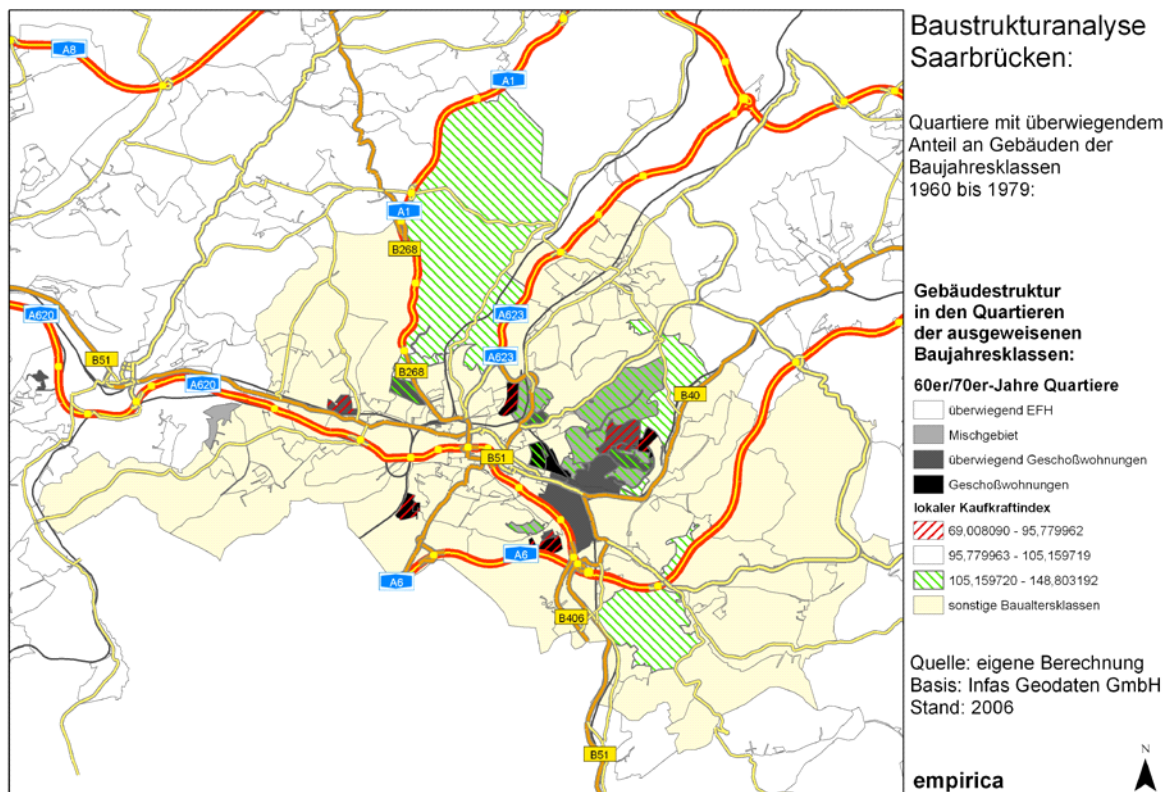 Baustrukturanalyse
Saarbrücken:
Quartiere mit überwiegendem
Anteil an Gebäuden der
Baujahresklassen
1960 bis 1979:
Gebäudestruktur
in den Quartieren
der ausgeweisenen
Baujahresklassen:
60er/70er-Jahre Quartiere
überwiegend EFH
Mischgebiet
überwiegend Geschoßwohnungen
Geschoßwohnungen
lokaler Kaufkraftindex
69,008090 - 95,779962
95,779963 - 105,159719
105,159720 - 148,803192
sonstige Baualtersklassen
Quelle: eigene Berechnung
Basis: Infas Geodaten GmbH
Stand: 2006
empirica
N
A8
A1
A1
B268
A620
A623
B51
A623
B268
A620
B40
B51
A6
A6
B406
B51